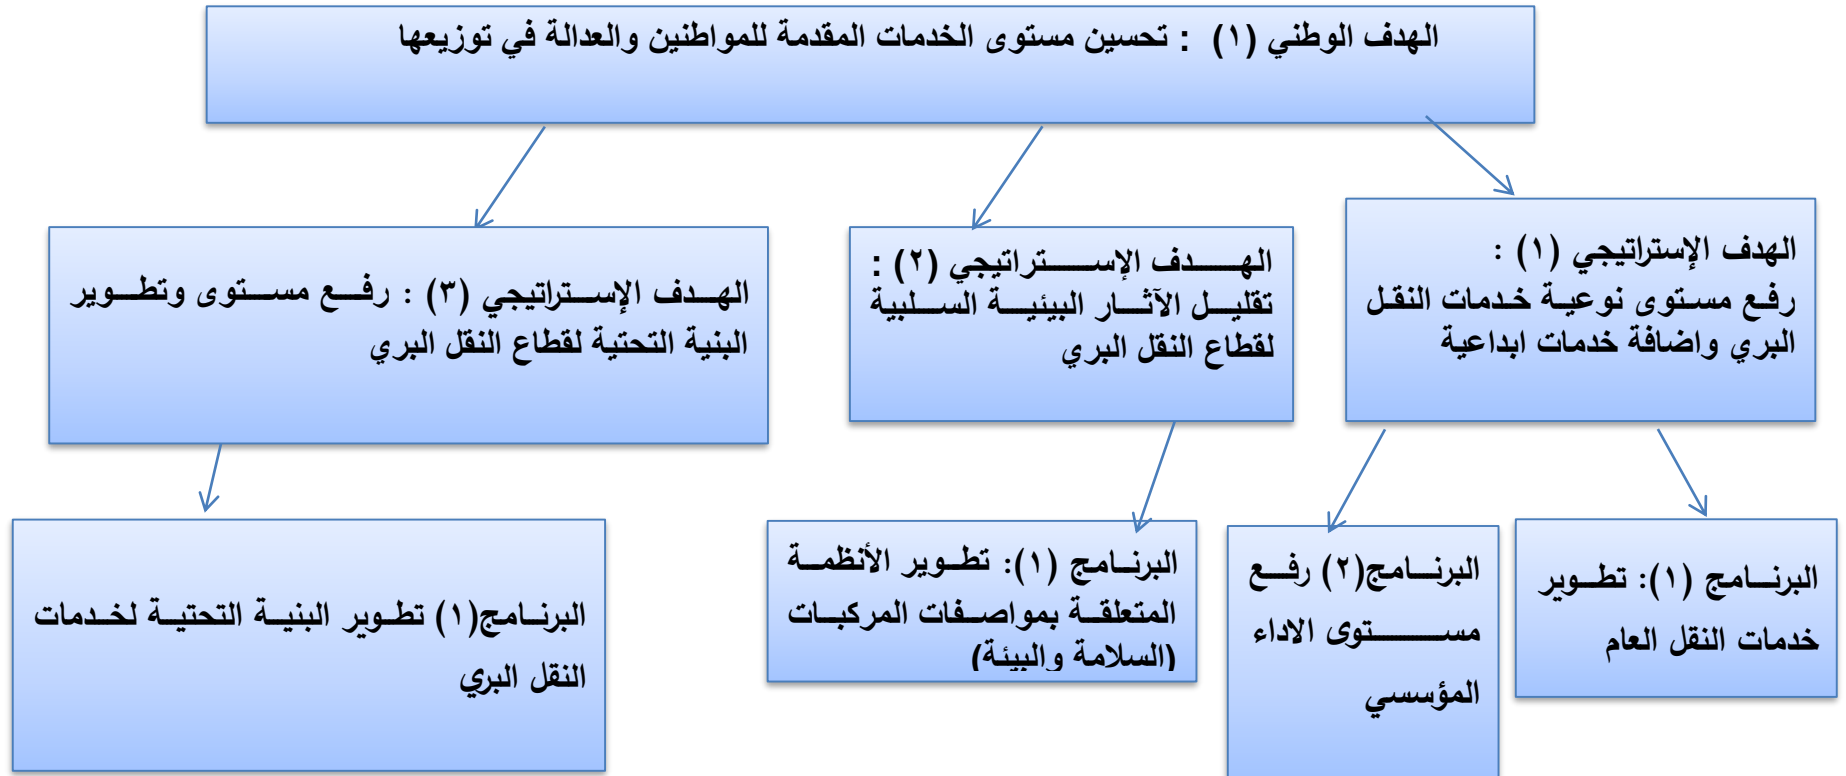 الهدف الوطني (١) : تحسين مستوى الخدمات المقدمة للمواطنين والعدالة في توزيعها
الهدف الإستراتيجي (١) :
رفع مستوى نوعية خدمات النقل
البري واضافة خدمات ابداعية
الهدف الإستراتيجي (٢) :
تقليل الآثار البيئية السلبية
لقطاع النقل البري
الهدف الإستراتيجي (٣) : رفع مستوى وتطوير
البنية التحتية لقطاع النقل البري
البرنامج (١): تطوير
خدمات النقل العام
البرنامج(٢) رفع
مستوى الاداء
المؤسسي
البرنامج (١): تطوير الأنظمة
المتعلقة بمواصفات المركبات
(السلامة والبيئة)
البرنامج(١) تطوير البنية التحتية لخدمات
النقل البري